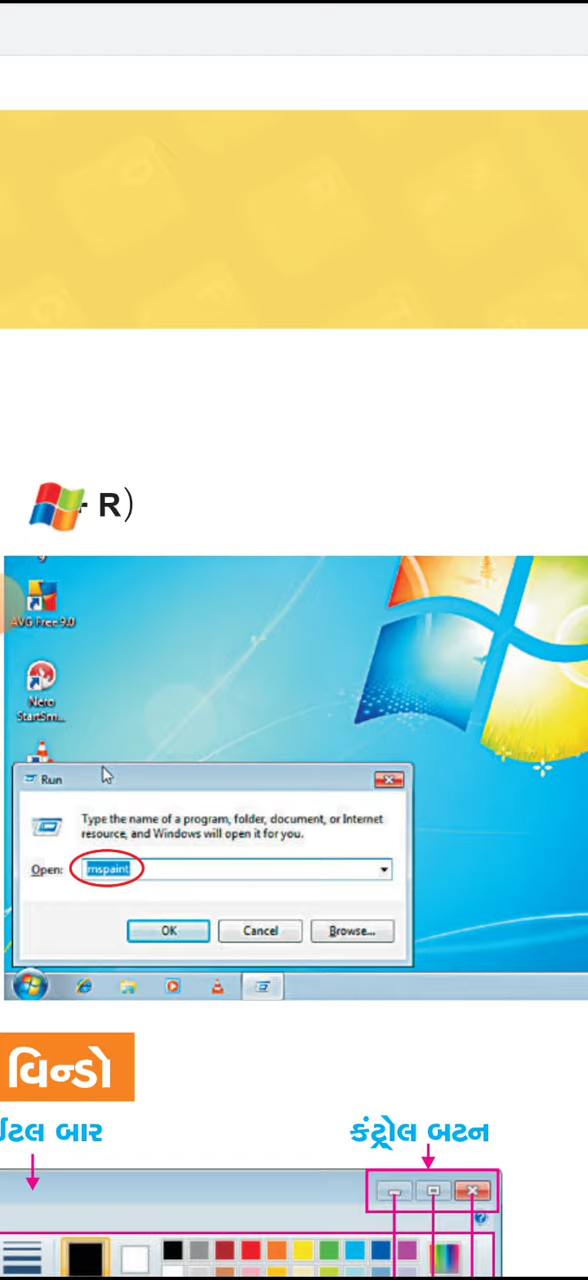 + R)
AVG Free 9.0
Nero
StartSm...
Run
Type the name of a program, folder, document, or Internet
resource, and Windows will open it for you.
Open: mspaint
OK Cancel Browse...
વિન્ડો
ઈટલ બાર કંટ્રોલ બટન